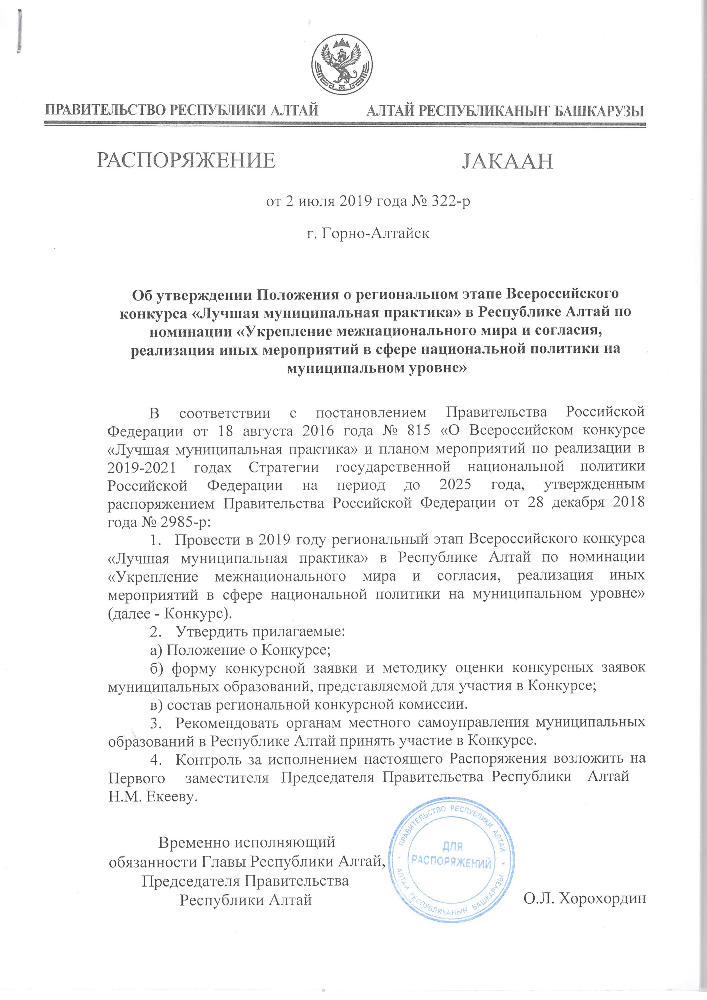 ПРАВИТЕЛЬСТВО РЕСПУБЛИКИ АЛТАЙ АЛТАЙ РЕСПУБЛИКАНЫҤ БАШКАРУЗЫ
РАСПОРЯЖЕНИЕ JАКААН
от 2 июля 2019 года № 322-р
г. Горно-Алтайск
Об утверждении Положения о региональном этапе Всероссийского
конкурса «Лучшая муниципальная практика» в Республике Алтай по
номинации «Укрепление межнационального мира и согласия,
реализация иных мероприятий в сфере национальной политики на
муниципальном уровне»
В соответствии с постановлением Правительства Российской
Федерации от 18 августа 2016 года № 815 «О Всероссийском конкурсе
«Лучшая муниципальная практика» и планом мероприятий по реализации в
2019-2021 годах Стратегии государственной национальной политики
Российской Федерации на период до 2025 года, утвержденным
распоряжением Правительства Российской Федерации от 28 декабря 2018
года № 2985-р:
1. Провести в 2019 году региональный этап Всероссийского конкурса
«Лучшая муниципальная практика» в Республике Алтай по номинации
«Укрепление межнационального мира и согласия, реализация иных
мероприятий в сфере национальной политики на муниципальном уровне»
(далее - Конкурс).
2. Утвердить прилагаемые:
а) Положение о Конкурсе;
б) форму конкурсной заявки и методику оценки конкурсных заявок
муниципальных образований, представляемой для участия в Конкурсе;
в) состав региональной конкурсной комиссии.
3. Рекомендовать органам местного самоуправления муниципальных
образований в Республике Алтай принять участие в Конкурсе.
4. Контроль за исполнением настоящего Распоряжения возложить на
Первого заместителя Председателя Правительства Республики Алтай
Н.М. Екееву.
Временно исполняющий
обязанности Главы Республики Алтай,
Председателя Правительства
Республики Алтай О.Л. Хорохордин
ПРАВИТЕЛЬСТВО РЕСПУБЛИКИ АЛТАЙ
* АЛТАЙ РЕСПУБЛИКАНЫҤ БАШКАРУЗЫ *
ДЛЯ
РАСПОРЯЖЕНИЙ